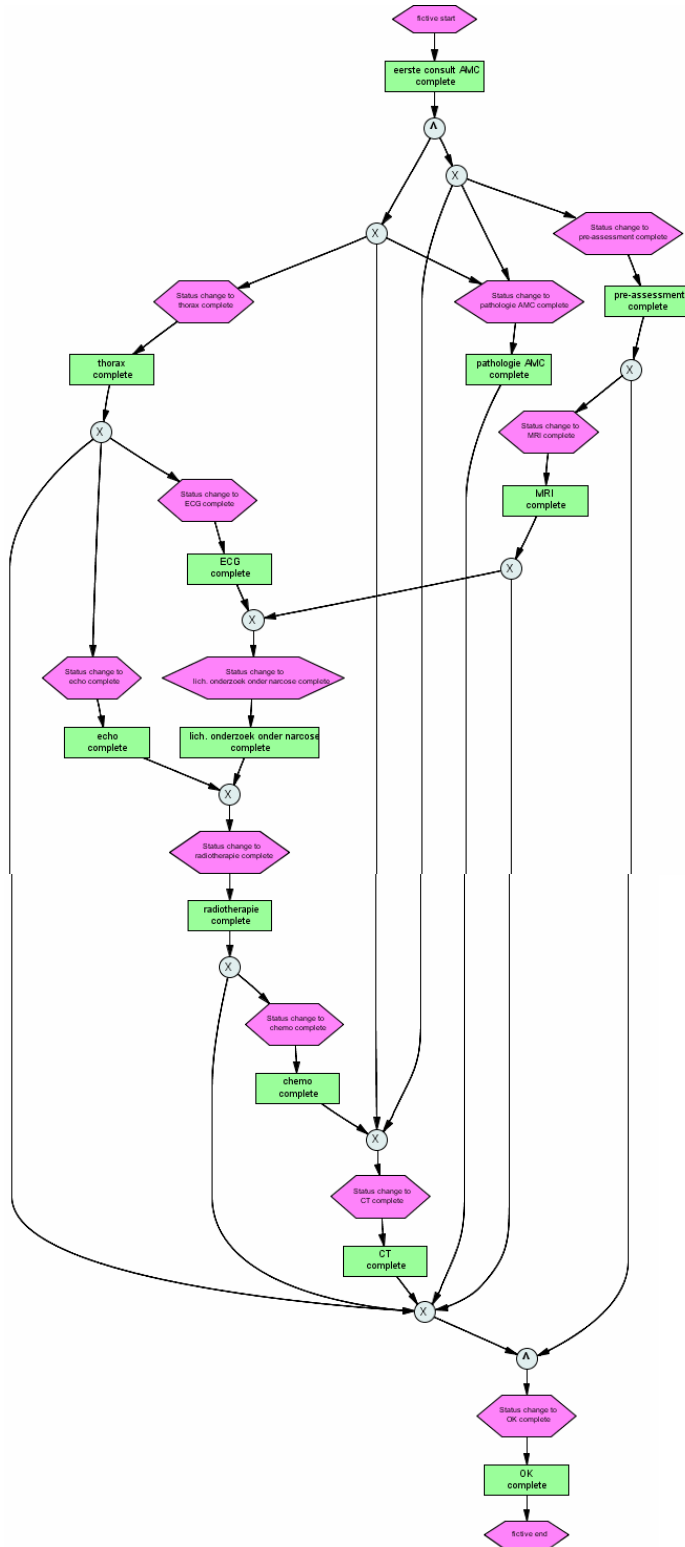 fictive start
eerste consult AMC
complete
Λ
X
X
Status change to
pre-assessment complete
Status change to
thorax complete
Status change to
pathologie AMC complete
pre-assessment
complete
thorax
complete
pathologie AMC
complete
X
X
Status change to
MRI complete
Status change to
ECG complete
MRI
complete
ECG
complete
X
X
Status change to
echo complete
Status change to
lich. onderzoek onder narcose complete
echo
complete
lich. onderzoek onder narcose
complete
X
Status change to
radiotherapie complete
radiotherapie
complete
X
Status change to
chemo complete
chemo
complete
X
Status change to
CT complete
CT
complete
X
Λ
Status change to
OK complete
OK
complete
fictive end